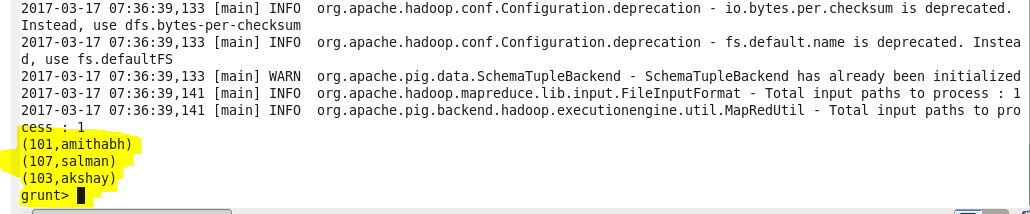 2017-03-17 07:36:39,133 [main] INFO  org.apache.hadoop.conf.Configuration.deprecation - io.bytes.per.checksum is deprecated.
Instead, use dfs.bytes-per-checksum
2017-03-17 07:36:39,133 [main] INFO  org.apache.hadoop.conf.Configuration.deprecation - fs.default.name is deprecated. Instea
d, use fs.defaultFS
2017-03-17 07:36:39,133 [main] WARN  org.apache.pig.data.SchemaTupleBackend - SchemaTupleBackend has already been initialized
2017-03-17 07:36:39,141 [main] INFO  org.apache.hadoop.mapreduce.lib.input.FileInputFormat - Total input paths to process : 1
2017-03-17 07:36:39,141 [main] INFO  org.apache.pig.backend.hadoop.executionengine.util.MapRedUtil - Total input paths to pro
cess : 1
(101,amithabh)
(107,salman)
(103,akshay)
grunt>